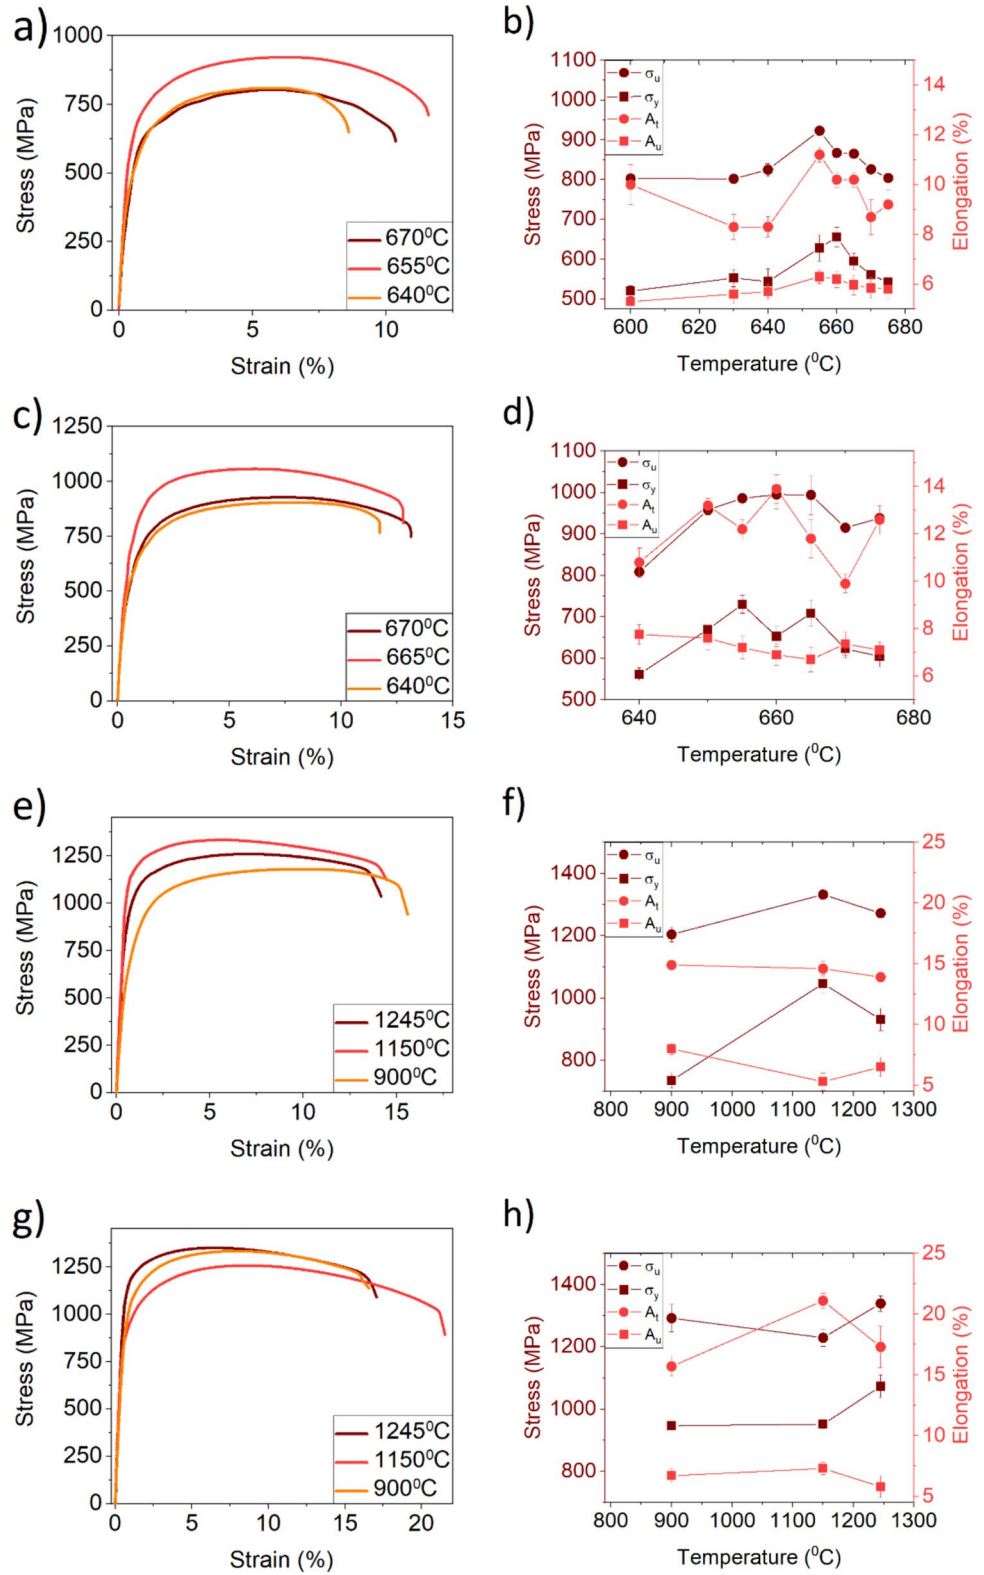 a)
1000
750
500
250
0
Stress (MPa)
670⁰C
655⁰C
640⁰C
0 5 10
Strain (%)
b)
1100
1000
900
800
700
600
500
Stress (MPa)
σu
σy
At
Au
14
12
10
8
6
Elongation (%)
600 620 640 660 680
Temperature (⁰C)
c)
1250
1000
750
500
250
0
Stress (MPa)
670⁰C
665⁰C
640⁰C
0 5 10 15
Strain (%)
d)
1100
1000
900
800
700
600
500
Stress (MPa)
σu
σy
At
Au
14
12
10
8
6
Elongation (%)
640 660 680
Temperature (⁰C)
e)
1250
1000
750
500
250
0
Stress (MPa)
1245⁰C
1150⁰C
900⁰C
0 5 10 15
Strain (%)
f)
1400
1200
1000
800
Stress (MPa)
σu
σy
At
Au
25
20
15
10
5
Elongation (%)
800 900 1000 1100 1200 1300
Temperature (⁰C)
g)
1250
1000
750
500
250
0
Stress (MPa)
1245⁰C
1150⁰C
900⁰C
0 5 10 15 20
Strain (%)
h)
1400
1200
1000
800
Stress (MPa)
σu
σy
At
Au
25
20
15
10
5
Elongation (%)
800 900 1000 1100 1200 1300
Temperature (⁰C)